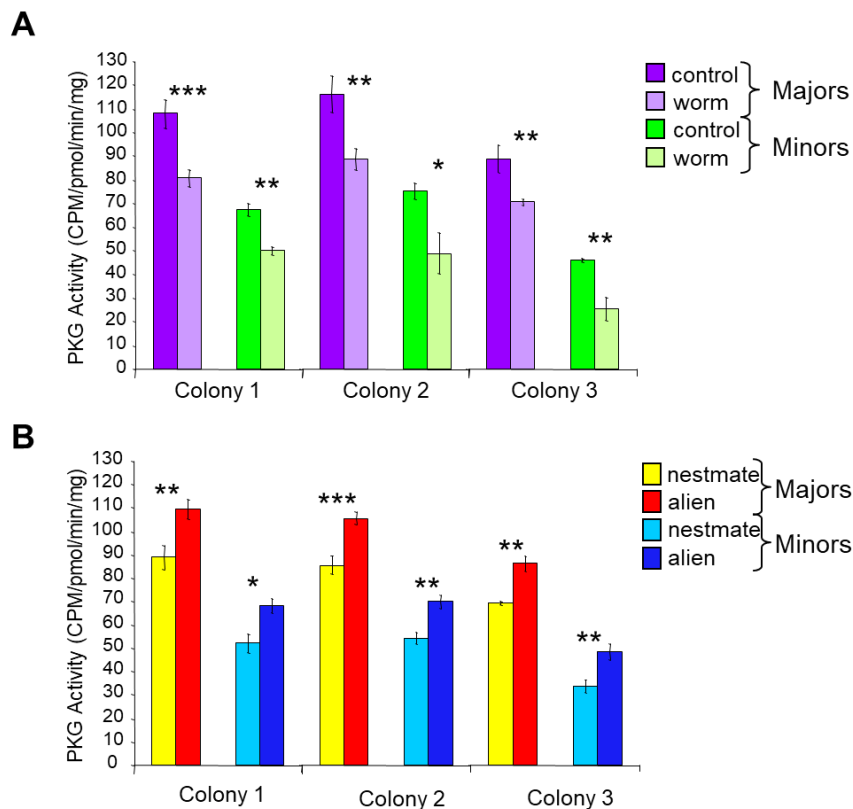 A
130
120
110
100
90
80
70
60
50
40
30
20
10
0
PKG Activity (CPM/pmol/min/mg)
***
**
**
*
**
**
Colony 1
Colony 2
Colony 3
control
worm
Majors
control
worm
Minors
B
130
120
110
100
90
80
70
60
50
40
30
20
10
0
PKG Activity (CPM/pmol/min/mg)
**
*
***
**
**
**
Colony 1
Colony 2
Colony 3
nestmate
alien
Majors
nestmate
alien
Minors